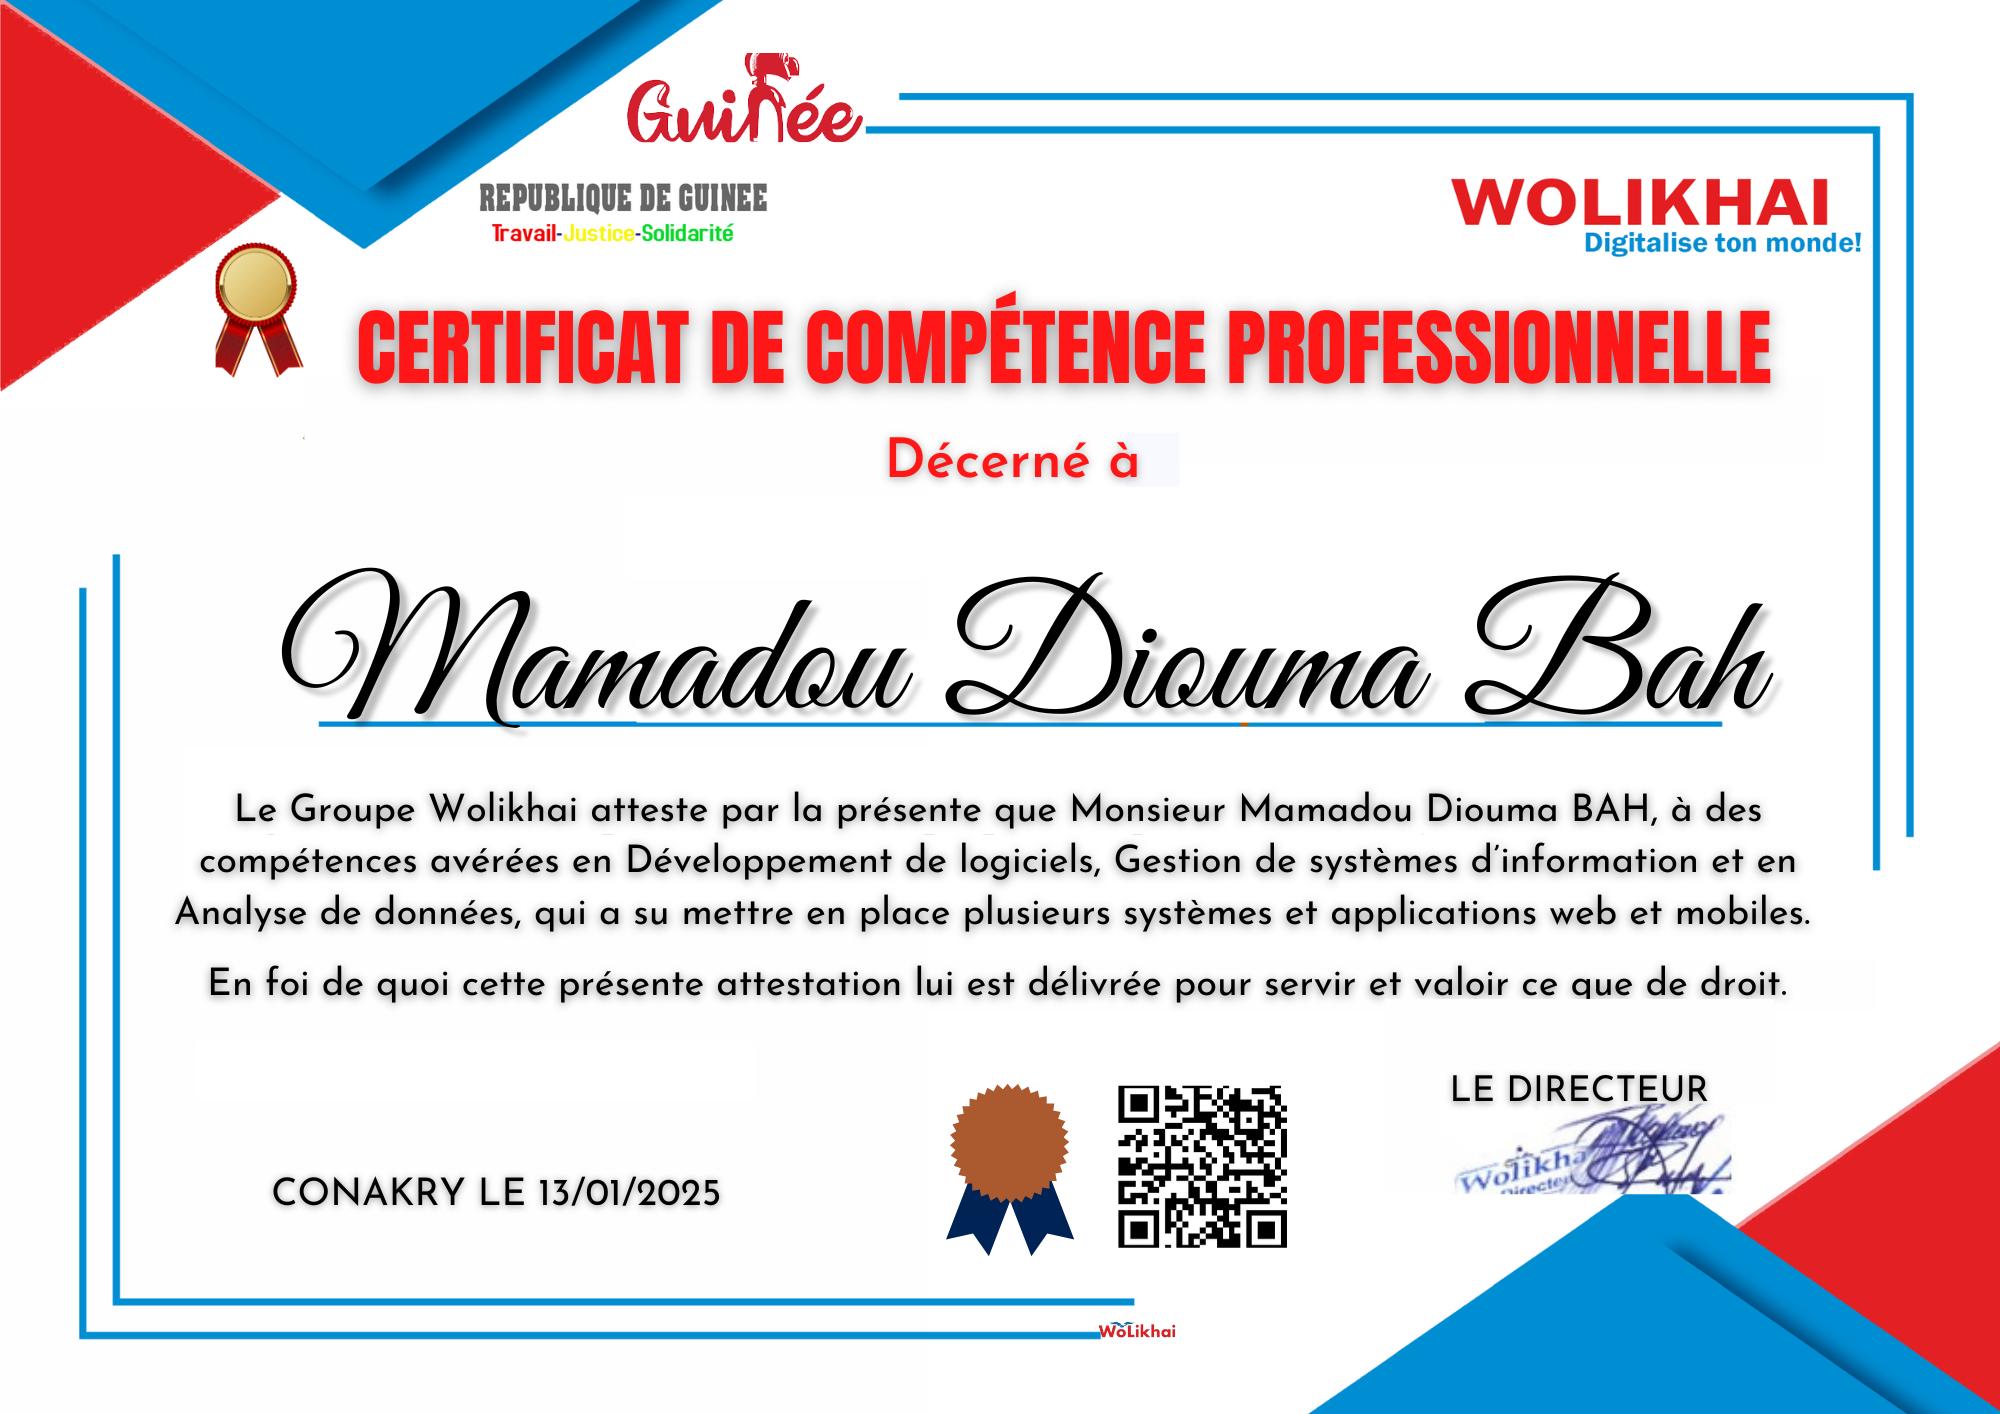 Guinée
REPUBLIQUE DE GUINEE
Travail-Justice-Solidarité
WOLIKHAI
Digitalise ton monde!
CERTIFICAT DE COMPÉTENCE PROFESSIONNELLE
Décerné à
Mamadou Diouma Bah
Le Groupe Wolikhai atteste par la présente que Monsieur Mamadou Diouma BAH, à des
compétences avérées en Développement de logiciels, Gestion de systèmes d'information et en
Analyse de données, qui a su mettre en place plusieurs systèmes et applications web et mobiles.
En foi de quoi cette présente attestation lui est délivrée pour servir et valoir ce que de droit.
LE DIRECTEUR
Wolikha
CONAKRY LE 13/01/2025
WoLikhai